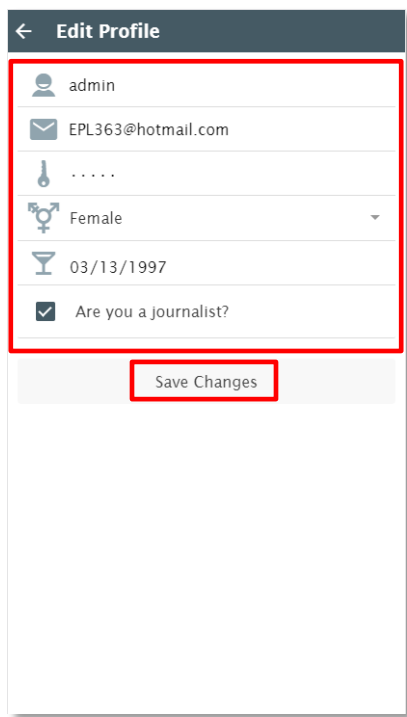 Edit Profile
admin
EPL363@hotmail.com
.....
Female
03/13/1997
Are you a journalist?
Save Changes